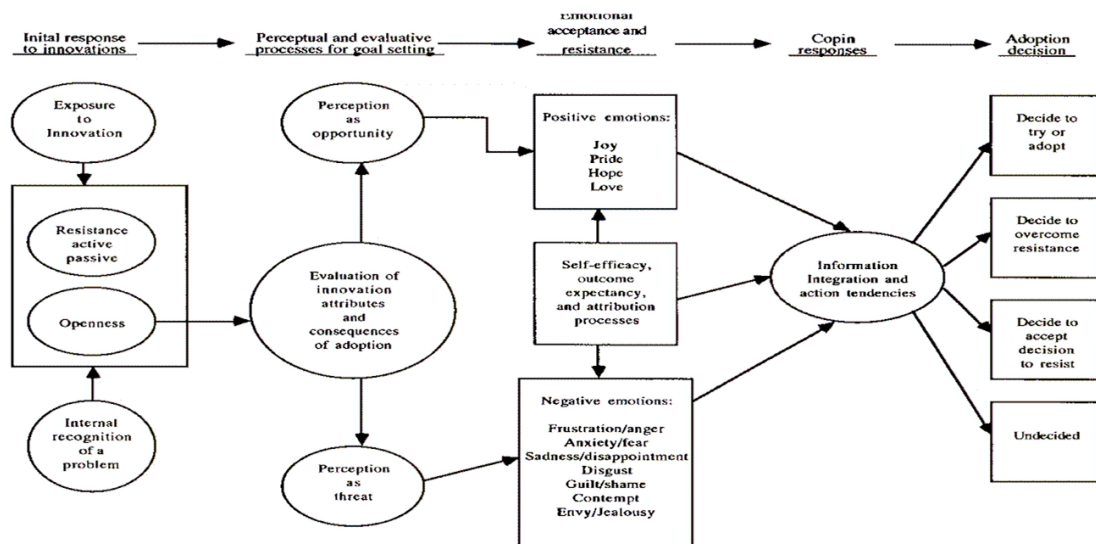 Inital response
to innovations
Perceptual and evaluative
processes for goal setting
Emotional
acceptance and
resistance
Copin
responses
Adoption
decision
Exposure
to
Innovation
Resistance
active
passive
Openness
Internal
recognition
of a
problem
Perception
as
opportunity
Evaluation of
innovation
attributes
and
consequences
of adoption
Perception
as
threat
Positive emotions:
Joy
Pride
Hope
Love
Self-efficacy,
outcome
expectancy,
and attribution
processes
Negative emotions:
Frustration/anger
Anxiety/fear
Sadness/disappointment
Disgust
Guilt/shame
Contempt
Envy/Jealousy
Information
Integration and
action tendencies
Decide to
try or
adopt
Decide to
overcome
resistance
Decide to
accept
decision
to resist
Undecided